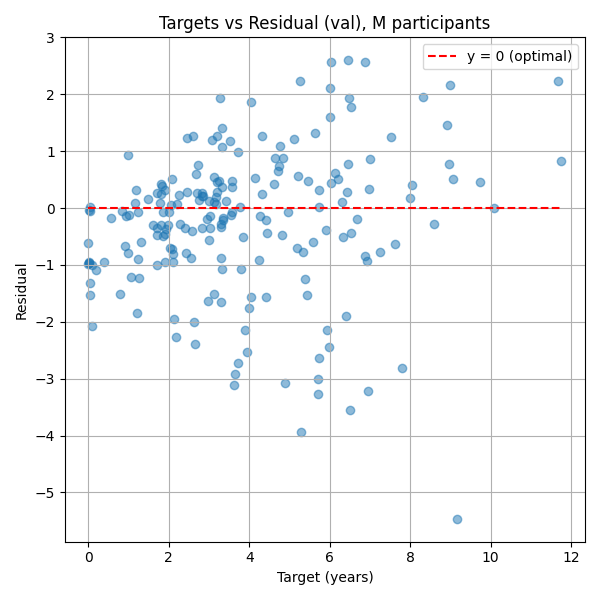 Targets vs Residual (val), M participants
y = 0 (optimal)
3
2
1
0
−1
−2
−3
−4
−5
Residual
0 2 4 6 8 10 12
Target (years)